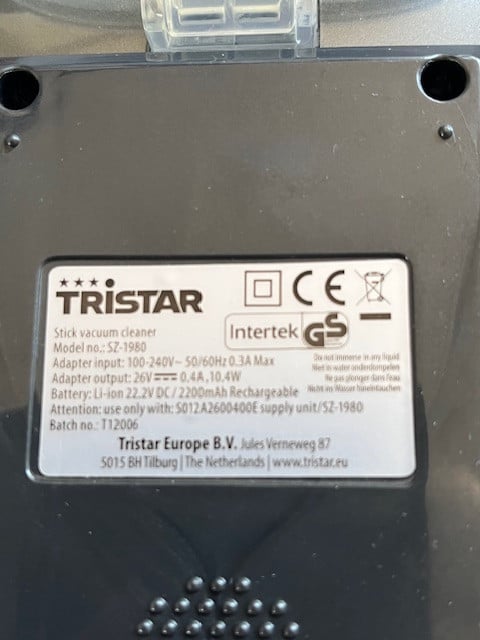 TRISTAR
Stick vacuum cleaner
Model no.: SZ-1980
Adapter input: 100-240V~ 50/60Hz 0.3A Max
Adapter output: 26V⎓ 0.4A ,10.4W
Battery: Li-ion 22.2V DC / 2200mAh Rechargeable
Attention: use only with: S012A2600400E supply unit/SZ-1980
Batch no.: T12006
CE
Intertek GS
Do not immerse in any liquid
Niet in water onderdompelen
Ne pas plonger dans l'eau
Nicht ins Wasser hineintauchen
Tristar Europe B.V. Jules Verneweg 87
5015 BH Tilburg | The Netherlands | www.tristar.eu